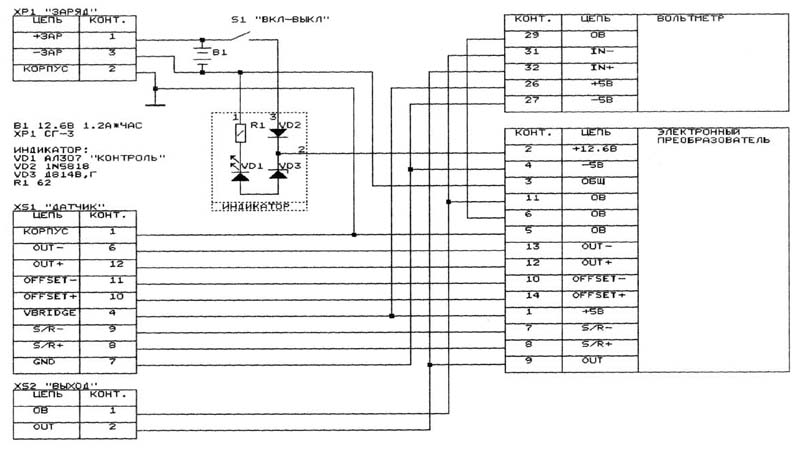 XP1 "ЗАРЯД"
ЦЕПЬ КОНТ.
+ЗАР 1
-ЗАР 3
КОРПУС 2
S1 "ВКЛ-ВЫКЛ"
B1
B1 12.6В 1.2А*ЧАС
XP1 СГ-3
ИНДИКАТОР:
VD1 АЛ307 "КОНТРОЛЬ"
VD2 1N5818
VD3 Д814В,Г
R1 62
1 3
R1 VD2
2
VD1 VD3
ИНДИКАТОР
XS1 "ДАТЧИК"
ЦЕПЬ КОНТ.
КОРПУС 1
OUT- 6
OUT+ 12
OFFSET- 11
OFFSET+ 10
VBRIDGE 4
S/R- 9
S/R+ 8
GND 7
XS2 "ВЫХОД"
ЦЕПЬ КОНТ.
0В 1
OUT 2
КОНТ. ЦЕПЬ ВОЛЬТМЕТР
29 0В
31 IN-
32 IN+
26 +5В
27 -5В
КОНТ. ЦЕПЬ ЭЛЕКТРОННЫЙ
ПРЕОБРАЗОВАТЕЛЬ
2 +12.6В
4 -5В
3 ОБЩ
11 0В
6 0В
5 0В
13 OUT-
12 OUT+
10 OFFSET-
14 OFFSET+
1 +5В
7 S/R-
8 S/R+
9 OUT